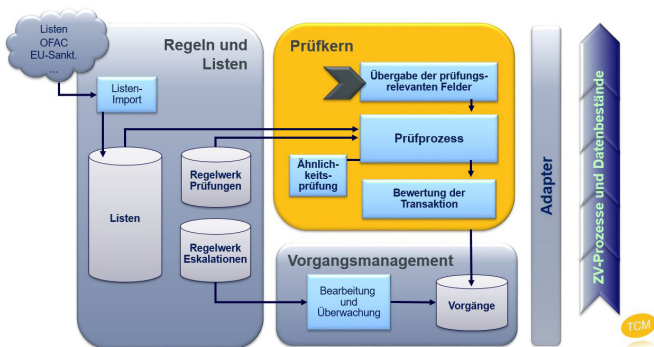 Listen
OFAC
EU-Sankt.
...
Regeln und
Listen
Listen-
Import
Listen
Regelwerk
Prüfungen
Regelwerk
Eskalationen
Prüfkern
Übergabe der prüfungs-
relevanten Felder
Prüfprozess
Ähnlich-
keits-
prüfung
Bewertung der
Transaktion
Vorgangsmanagement
Bearbeitung
und
Überwachung
Vorgänge
Adapter
ZV-Prozesse und Datenbestände
TCM